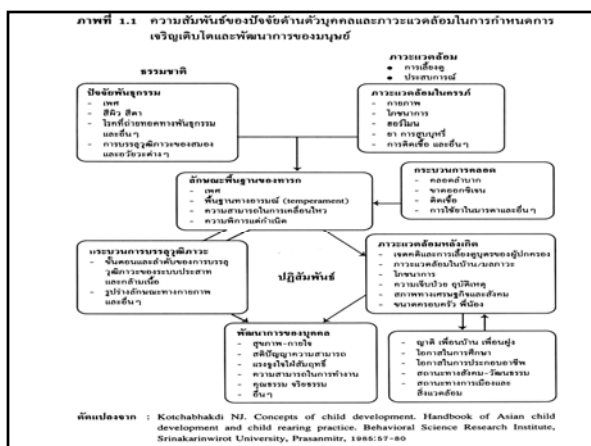 ภาพที่ 1.1 ความสัมพันธ์ของปัจจัยด้านตัวบุคคลและภาวะแวดล้อมในการกำหนดการ
เจริญเติบโตและพัฒนาการของมนุษย์
ธรรมชาติ
ภาวะแวดล้อม
● การเลี้ยงดู
● ประสบการณ์
ปัจจัยพันธุกรรม
- เพศ
- สีผิว สีตา
- โรคที่ถ่ายทอดทางพันธุกรรม
และอื่นๆ
- การบรรลุวุฒิภาวะของสมอง
และอวัยวะต่างๆ
ภาวะแวดล้อมในครรภ์
- กายภาพ
- โภชนาการ
- ฮอร์โมน
- ยา การสูบบุหรี่
- การติดเชื้อ และอื่นๆ
ลักษณะพื้นฐานของทารก
- เพศ
- พื้นฐานทางอารมณ์ (temperament)
- ความสามารถในการเคลื่อนไหว
- ความพิการแต่กำเนิด
กระบวนการคลอด
- คลอดลำบาก
- ขาดออกซิเจน
- ติดเชื้อ
- การใช้ยาในมารดาและอื่นๆ
กระบวนการบรรลุวุฒิภาวะ
- ขั้นตอนและลำดับของการบรรลุ
วุฒิภาวะของระบบประสาท
และกล้ามเนื้อ
- รูปร่างลักษณะทางกายภาพ
และอื่นๆ
ปฏิสัมพันธ์
ภาวะแวดล้อมหลังเกิด
- เจตคติและการเลี้ยงดูบุตรของผู้ปกครอง
- ภาวะแวดล้อมในบ้าน/มลภาวะ
- โภชนาการ
- ความเจ็บป่วย อุบัติเหตุ
- สภาพทางเศรษฐกิจและสังคม
- ขนาดครอบครัว พี่น้อง
พัฒนาการของบุคคล
- สุขภาพ-กายใจ
- สติปัญญาความสามารถ
- แรงจูงใจใฝ่สัมฤทธิ์
- ความสามารถในการทำงาน
- คุณธรรม จริยธรรม
- อื่นๆ
- ญาติ เพื่อนบ้าน เพื่อนฝูง
- โอกาสในการศึกษา
- โอกาสในการประกอบอาชีพ
- สถานะทางสังคม-วัฒนธรรม
- สถานะทางการเมืองและ
สิ่งแวดล้อม
ดัดแปลงจาก : Kotchabhakdi NJ. Concepts of child development. Handbook of Asian child
development and child rearing practice. Behavioral Science Research Institute,
Srinakarinwirot University, Prasanmitr, 1985:57-80